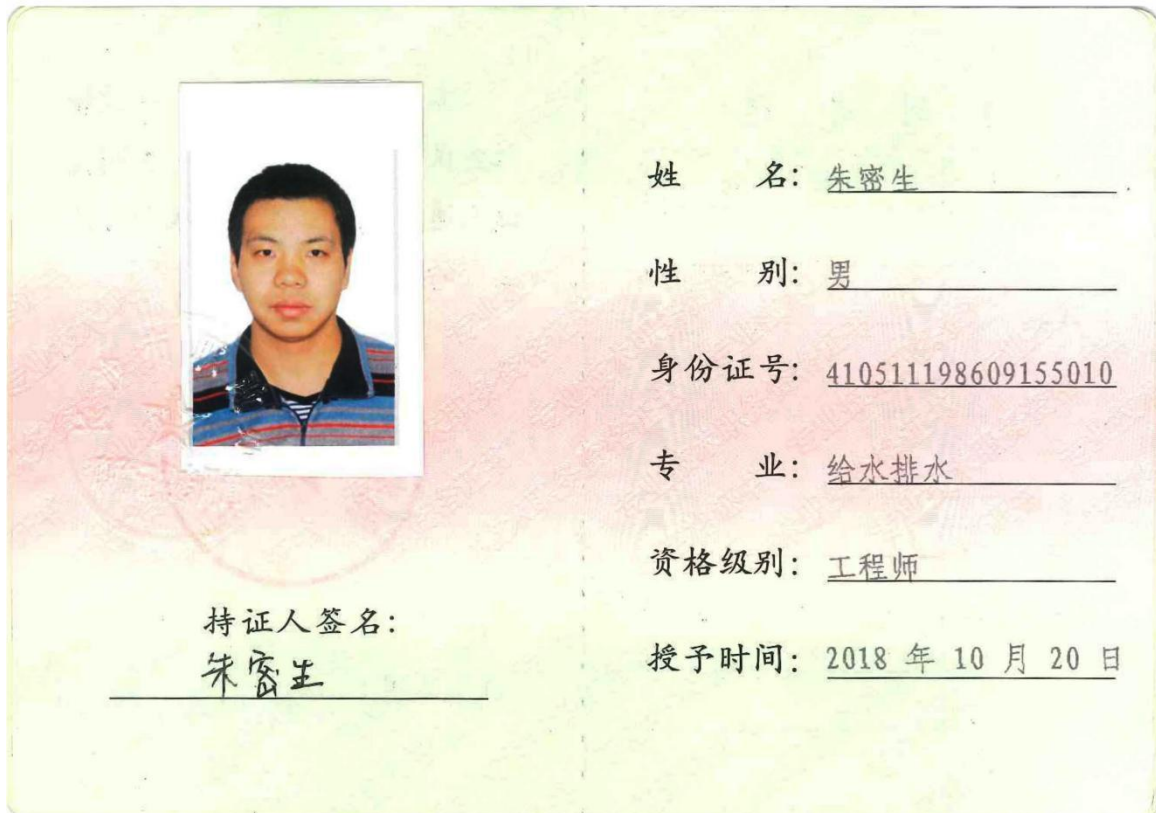 姓 名：朱密生
性 别：男
身份证号：410511198609155010
专 业：给水排水
资格级别：工程师
持证人签名：
朱密生
授予时间：2018 年 10 月 20 日